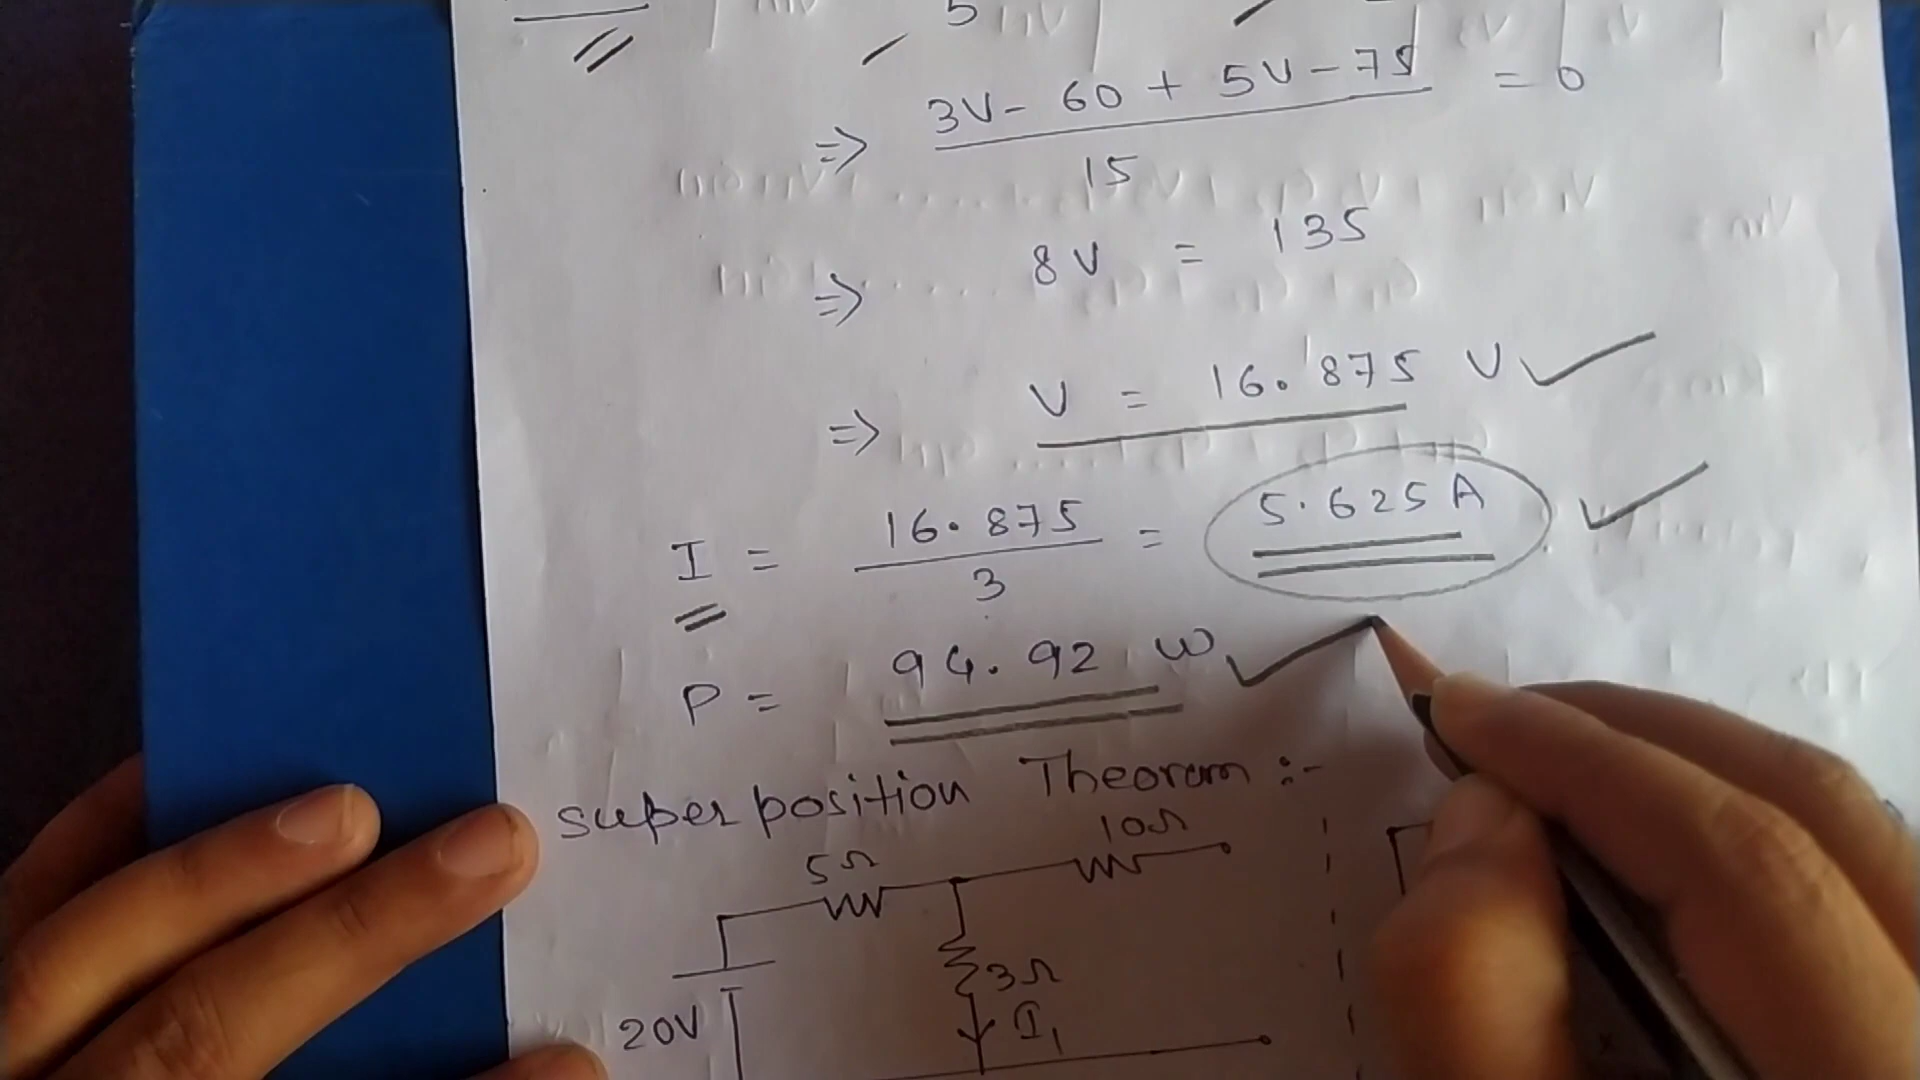 5
⇒ 3V - 60 + 5V - 75 / 15 = 0
⇒ 8V = 135
⇒ V = 16.875 V
I = 16.875 / 3 = 5.625 A
P = 94.92 W
superposition Theorem :-
5Ω 10Ω
3Ω
20V I1